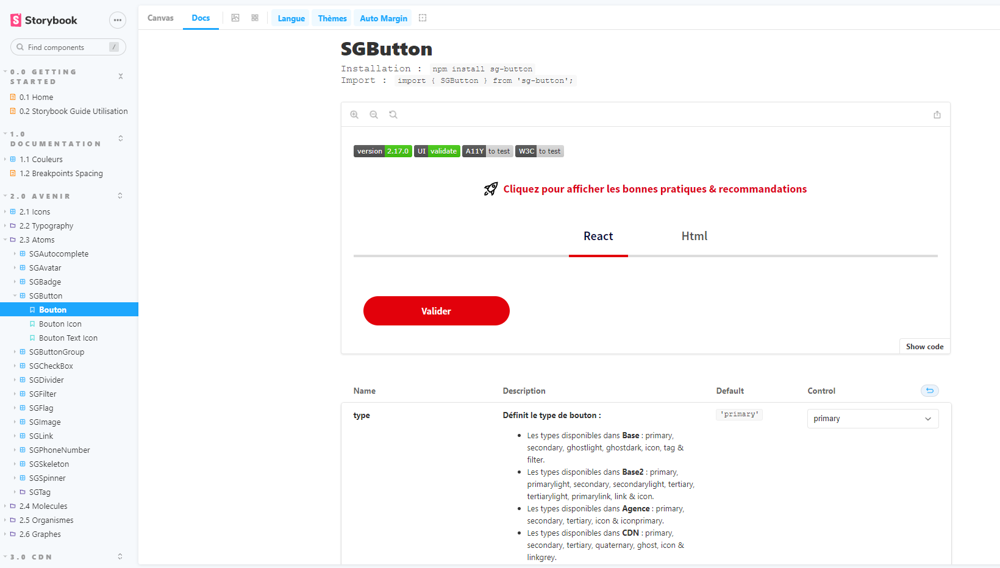 Storybook
Find components
/
0.0 GETTING
STARTED
0.1 Home
0.2 Storybook Guide Utilisation
1.0
DOCUMENTATION
1.1 Couleurs
1.2 Breakpoints Spacing
2.0 AVENIR
2.1 Icons
2.2 Typography
2.3 Atoms
SGAutocomplete
SGAvatar
SGBadge
SGButton
Bouton
Bouton Icon
Bouton Text Icon
SGButtonGroup
SGCheckBox
SGDivider
SGFilter
SGFlag
SGImage
SGLink
SGPhoneNumber
SGSkeleton
SGSpinner
SGTag
2.4 Molecules
2.5 Organismes
2.6 Graphes
3.0 CDN
Canvas Docs Langue Thèmes Auto Margin
SGButton
Installation : npm install sg-button
Import : import { SGButton } from 'sg-button';
version 2.17.0 UI validate A11Y to test W3C to test
Cliquez pour afficher les bonnes pratiques & recommandations
React Html
Valider
Show code
Name Description Default Control
type Définit le type de bouton : 'primary' primary
Les types disponibles dans Base : primary,
secondary, ghostlight, ghostdark, icon, tag &
filter.
Les types disponibles dans Base2 : primary,
primarylight, secondary, secondarylight, tertiary,
tertiarylight, primarylink, link & icon.
Les types disponibles dans Agence : primary,
secondary, tertiary, icon & iconprimary.
Les types disponibles dans CDN : primary,
secondary, tertiary, quaternary, ghost, icon &
linkgrey.